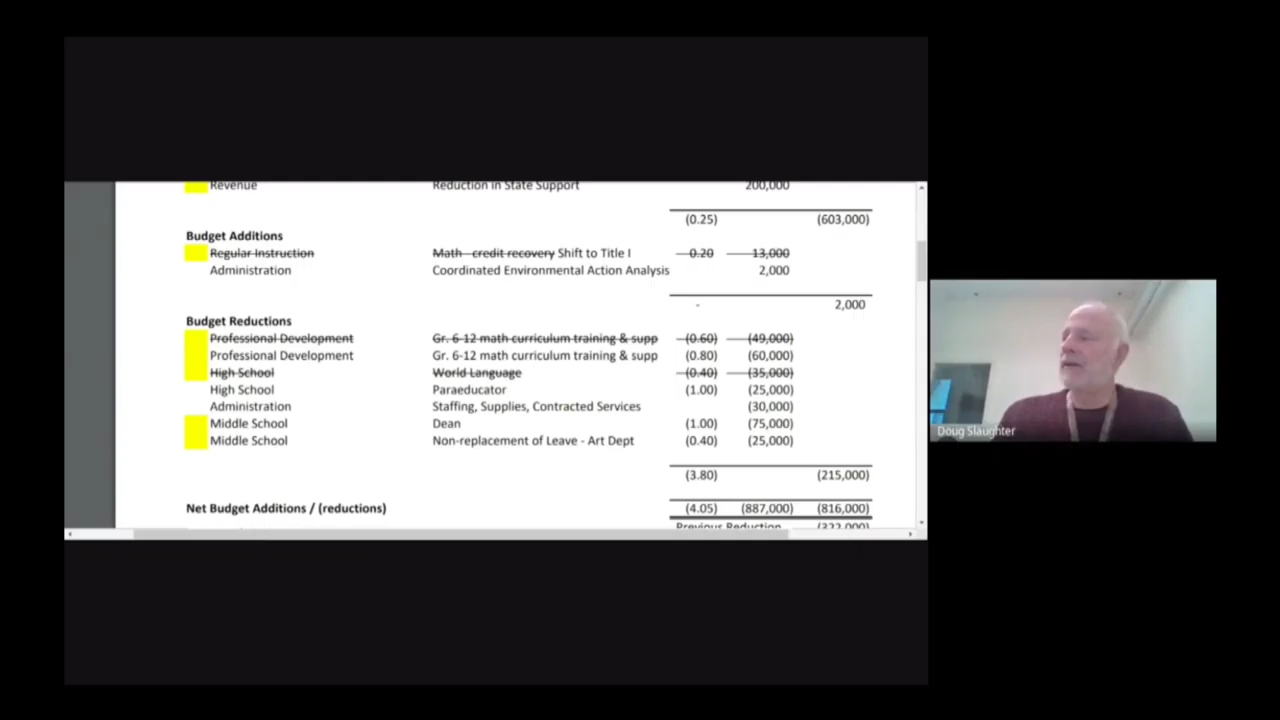 Revenue Reduction in State Support 200,000
(0.25) (603,000)
Budget Additions
Regular Instruction Math - credit recovery Shift to Title I 0.20 13,000
Administration Coordinated Environmental Action Analysis 2,000
- 2,000
Budget Reductions
Professional Development Gr. 6-12 math curriculum training & supp (0.60) (49,000)
Professional Development Gr. 6-12 math curriculum training & supp (0.80) (60,000)
High School World Language (0.40) (35,000)
High School Paraeducator (1.00) (25,000)
Administration Staffing, Supplies, Contracted Services (30,000)
Middle School Dean (1.00) (75,000)
Middle School Non-replacement of Leave - Art Dept (0.40) (25,000)
(3.80) (215,000)
Net Budget Additions / (reductions) (4.05) (887,000) (816,000)
Previous Reduction (322,000)
Doug Slaughter